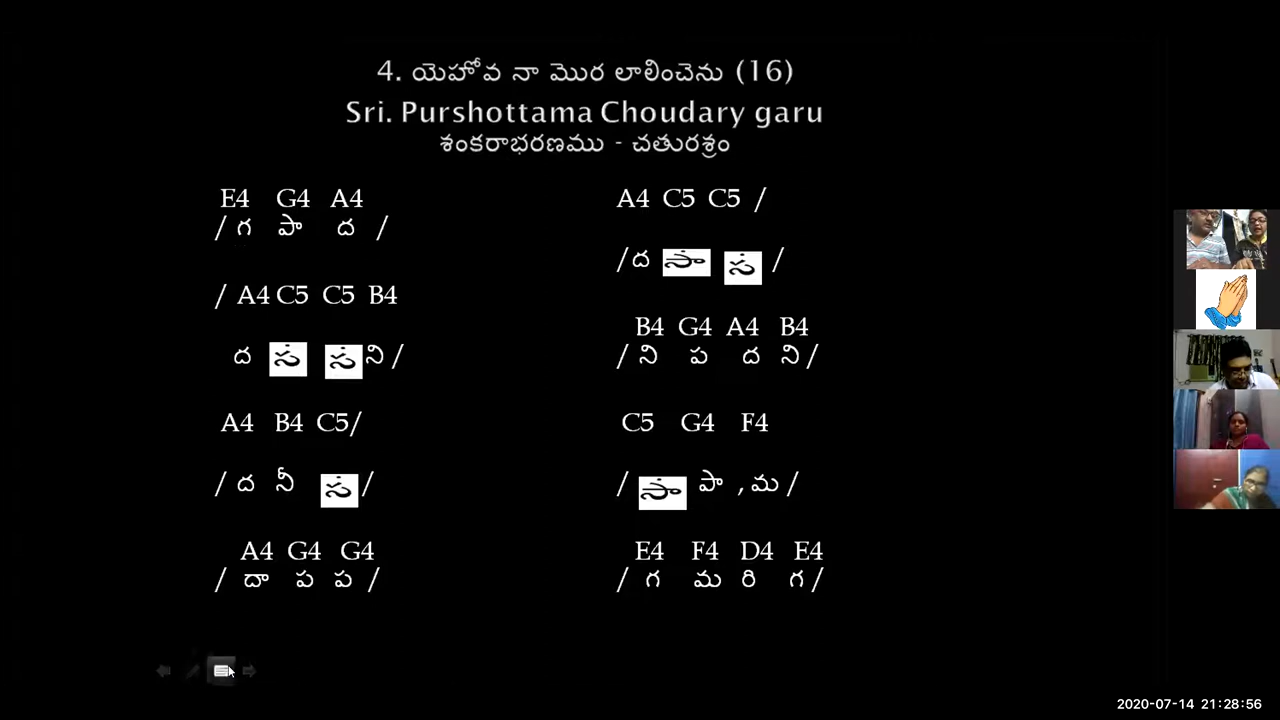 4. యెహోవ నా మొర లాలించెను (16)
Sri. Purshottama Choudary garu
శంకరాభరణము - చతురశ్రం
E4 G4 A4
/ గ పా ద /
/ A4 C5 C5 B4
ద స̇ స̇ ని /
A4 B4 C5/
/ ద నీ స̇ /
A4 G4 G4
/ దా ప ప /
A4 C5 C5 /
/ద సా̇ స̇ /
B4 G4 A4 B4
/ ని ప ద ని/
C5 G4 F4
/ సా̇ పా , మ /
E4 F4 D4 E4
/ గ మ రి గ/
2020-07-14 21:28:56